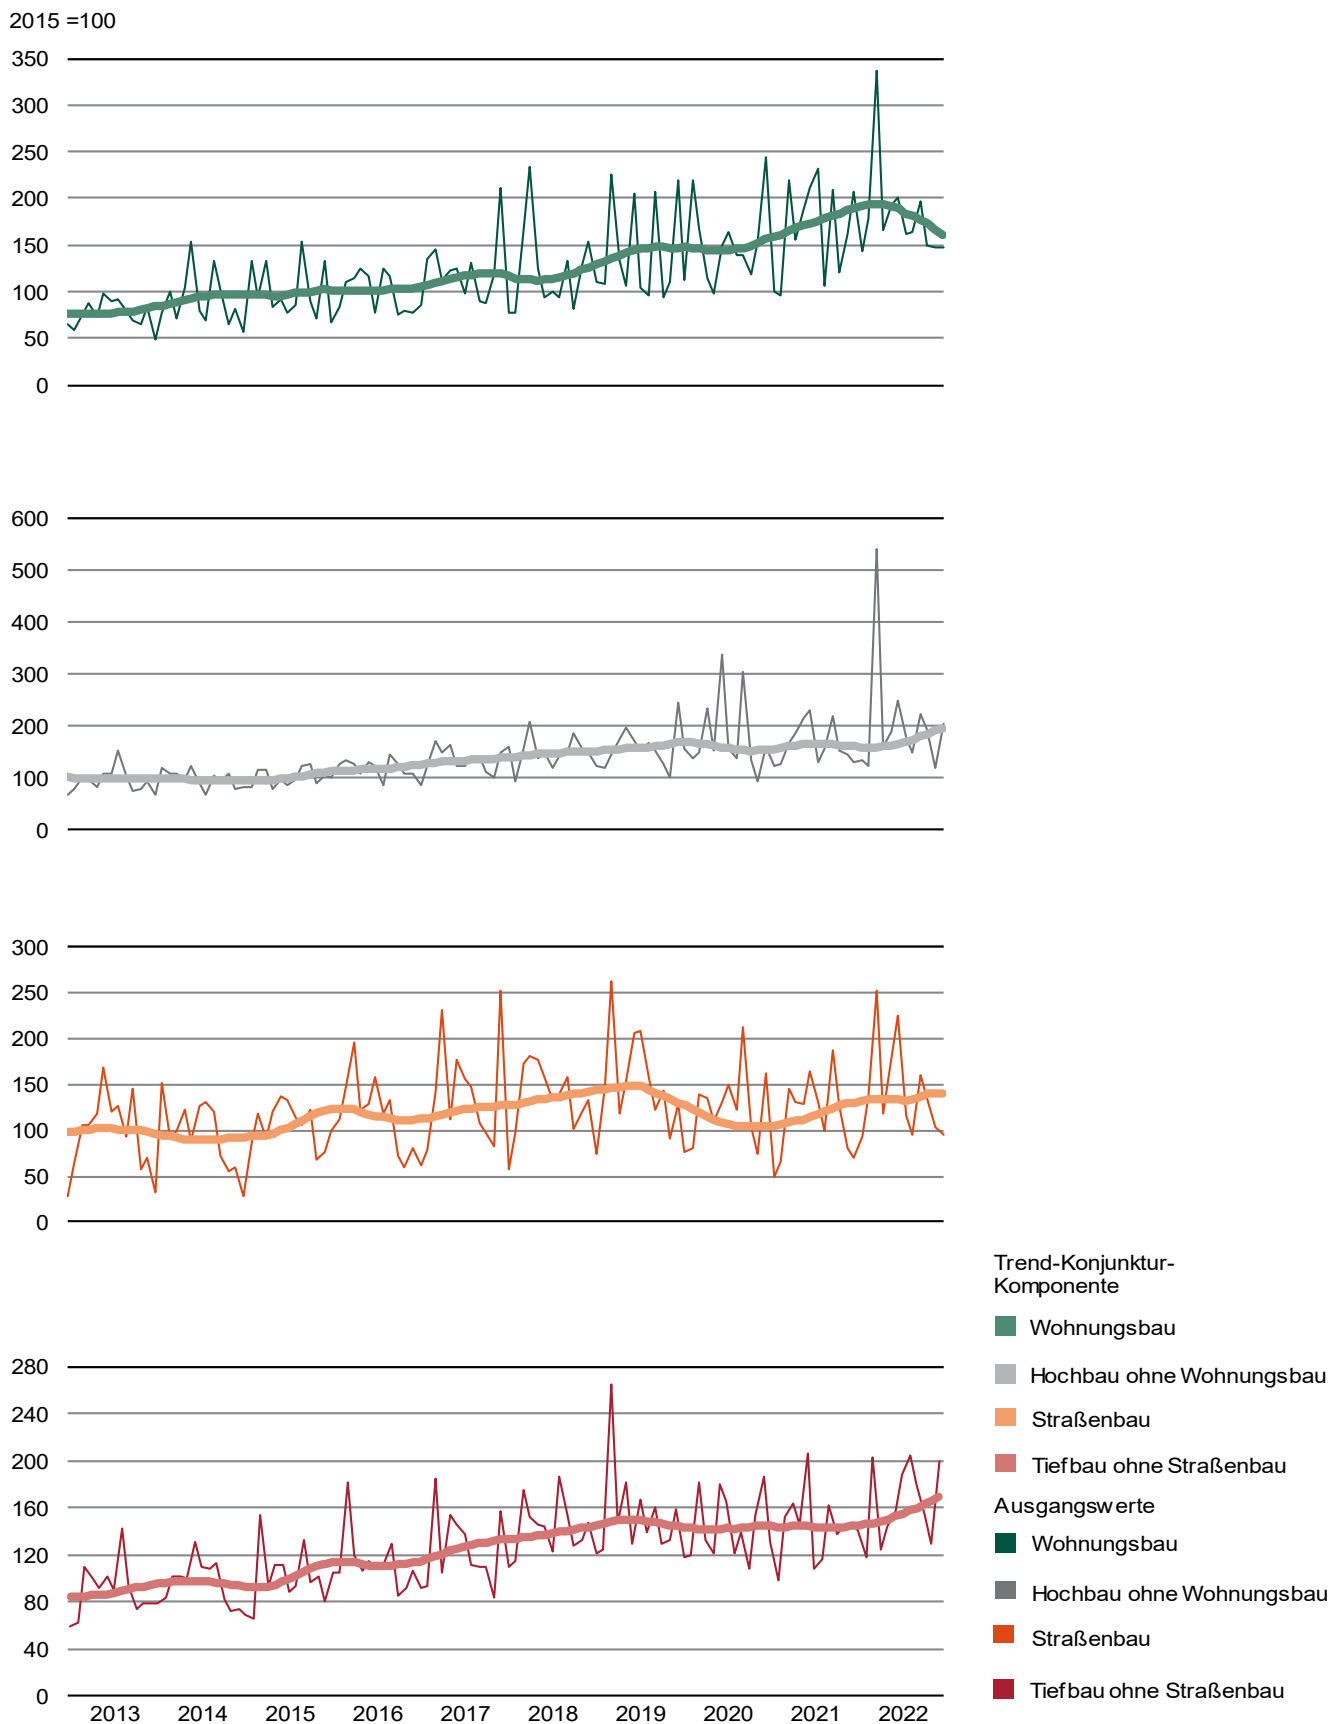 2015 =100
350
300
250
200
150
100
50
0
600
500
400
300
200
100
0
300
250
200
150
100
50
0
280
240
200
160
120
80
40
0
2013 2014 2015 2016 2017 2018 2019 2020 2021 2022
Trend-Konjunktur-
Komponente
Wohnungsbau
Hochbau ohne Wohnungsbau
Straßenbau
Tiefbau ohne Straßenbau
Ausgangswerte
Wohnungsbau
Hochbau ohne Wohnungsbau
Straßenbau
Tiefbau ohne Straßenbau